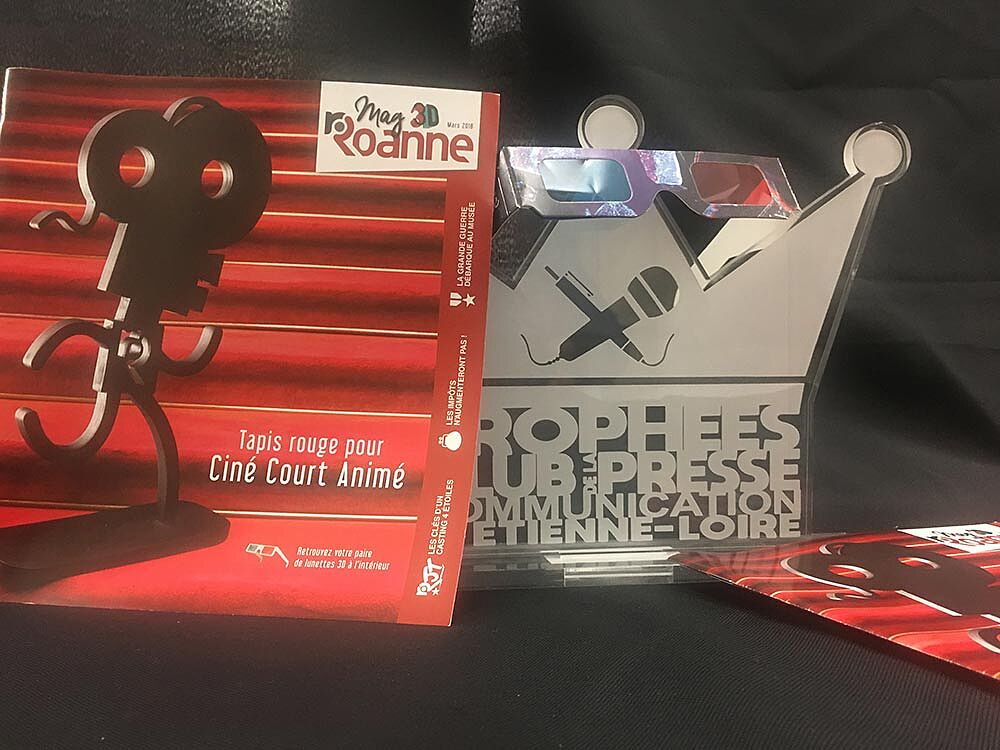 Mag 3D
Mars 2018
Roanne
LA GRANDE GUERRE
DÉBARQUE AU MUSÉE
LES IMPÔTS
N'AUGMENTERONT PAS !
LES CLÉS D'UN
CASTING 4 ÉTOILES
Tapis rouge pour
Ciné Court Animé
Retrouvez votre paire
de lunettes 3D à l'intérieur
ROPHEES
LUB DE LA PRESSE
OMMUNICATION
ETIENNE-LOIRE